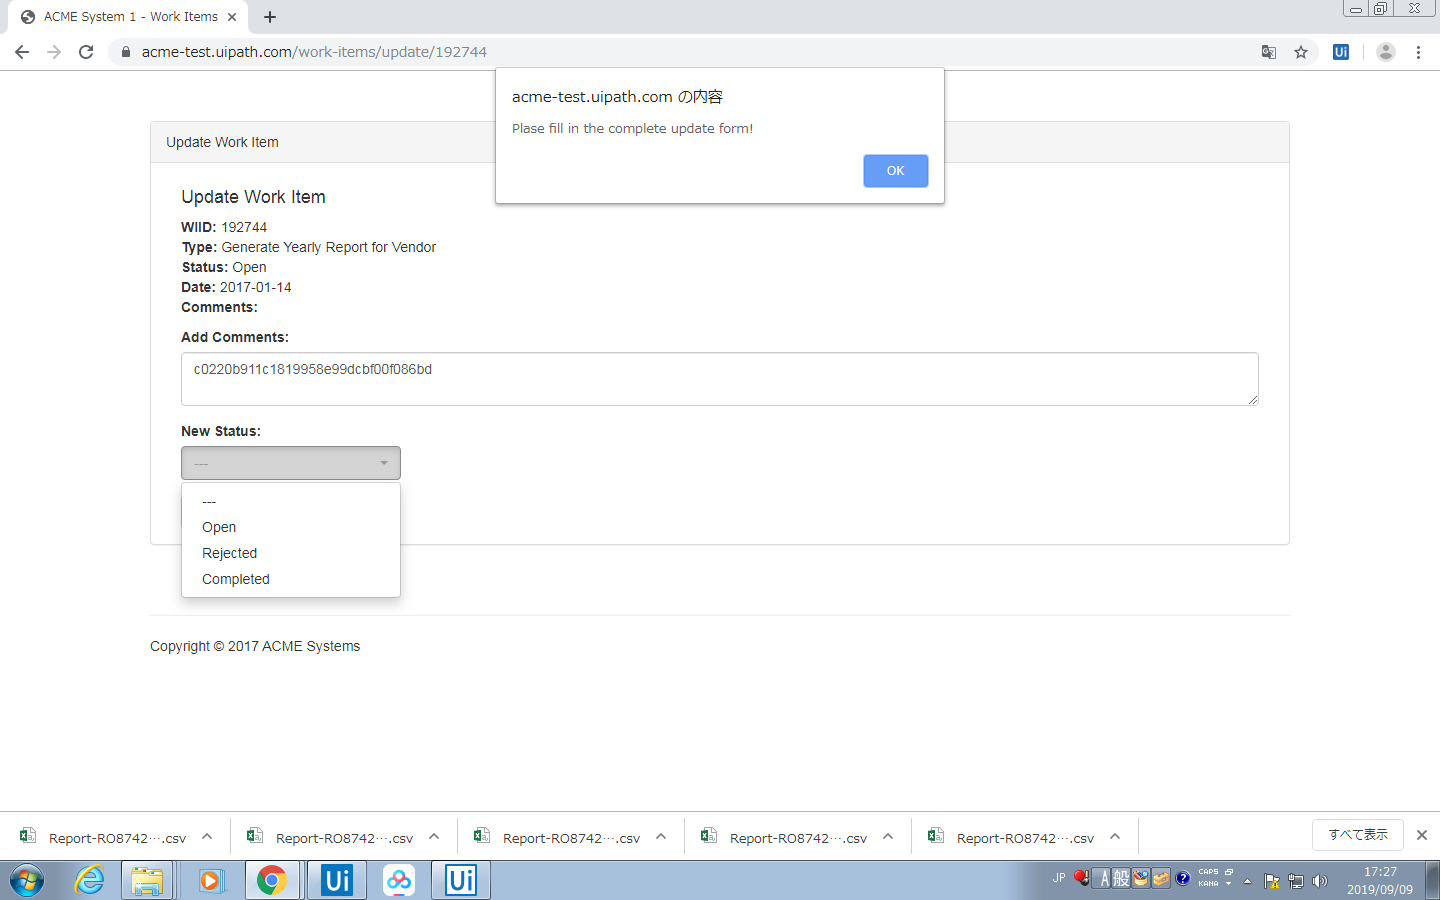 ACME System 1 - Work Items
acme-test.uipath.com/work-items/update/192744
acme-test.uipath.com の内容
Plase fill in the complete update form!
OK
Update Work Item
Update Work Item
WIID: 192744
Type: Generate Yearly Report for Vendor
Status: Open
Date: 2017-01-14
Comments:
Add Comments:
c0220b911c1819958e99dcbf00f086bd
New Status:
---
---
Open
Rejected
Completed
Copyright © 2017 ACME Systems
Report-RO8742….csv
Report-RO8742….csv
Report-RO8742….csv
Report-RO8742….csv
Report-RO8742….csv
すべて表示
Ui
Ui
Ui
JP
A般
CAPS
KANA
17:27
2019/09/09